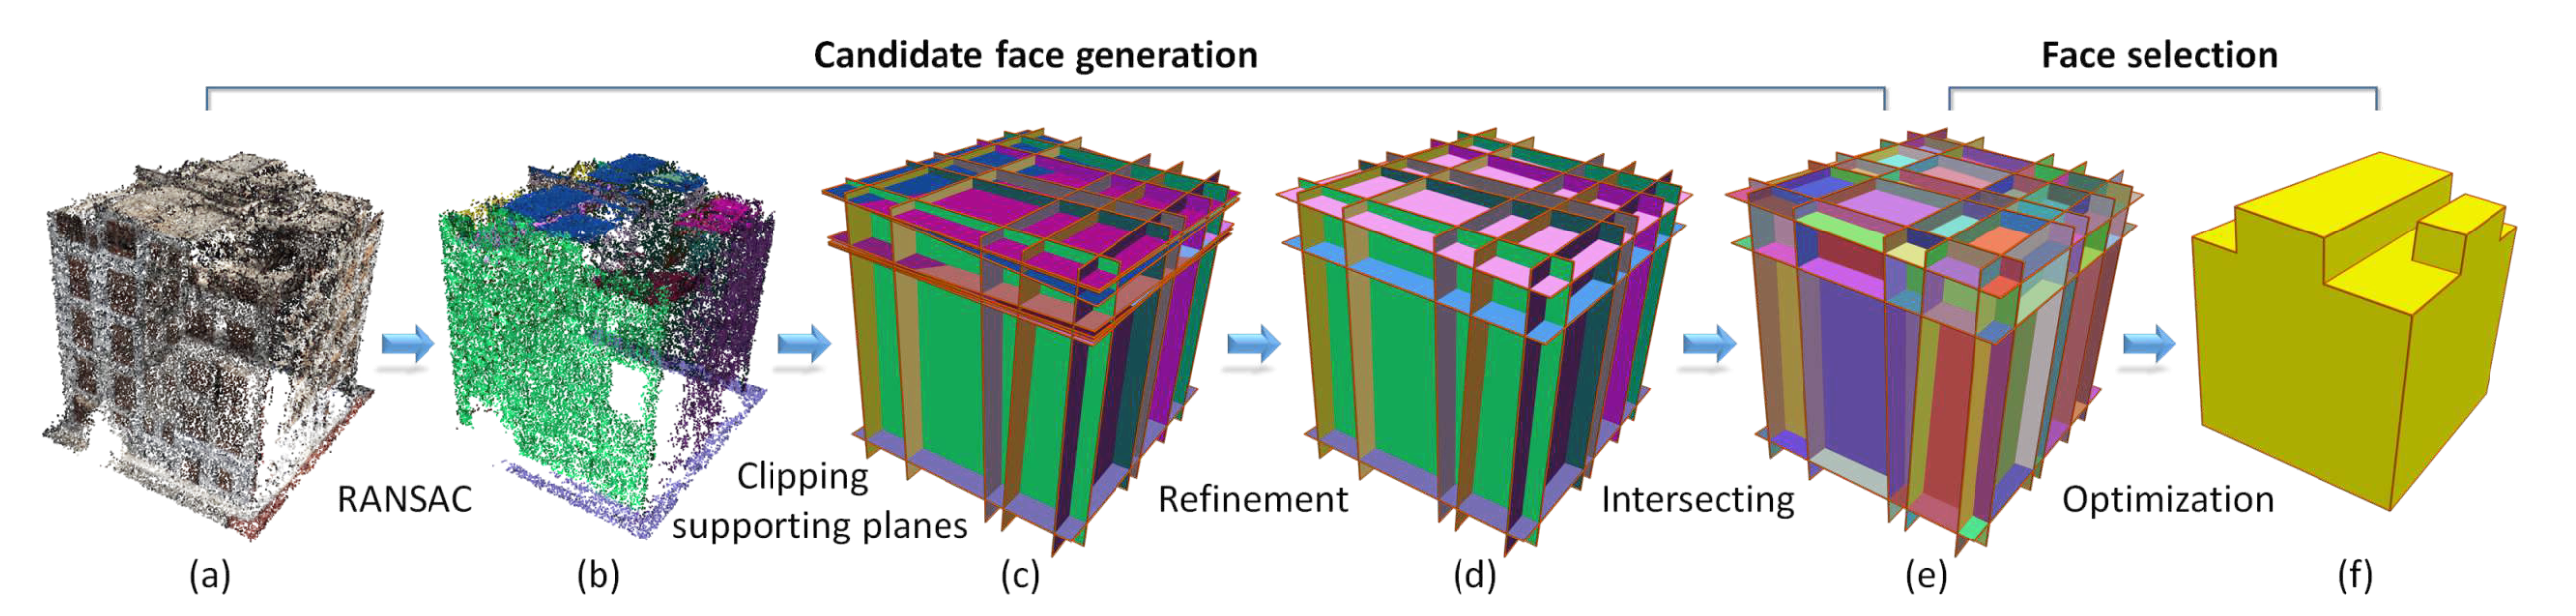 Candidate face generation
Face selection
RANSAC
Clipping
supporting planes
Refinement
Intersecting
Optimization
(a)
(b)
(c)
(d)
(e)
(f)